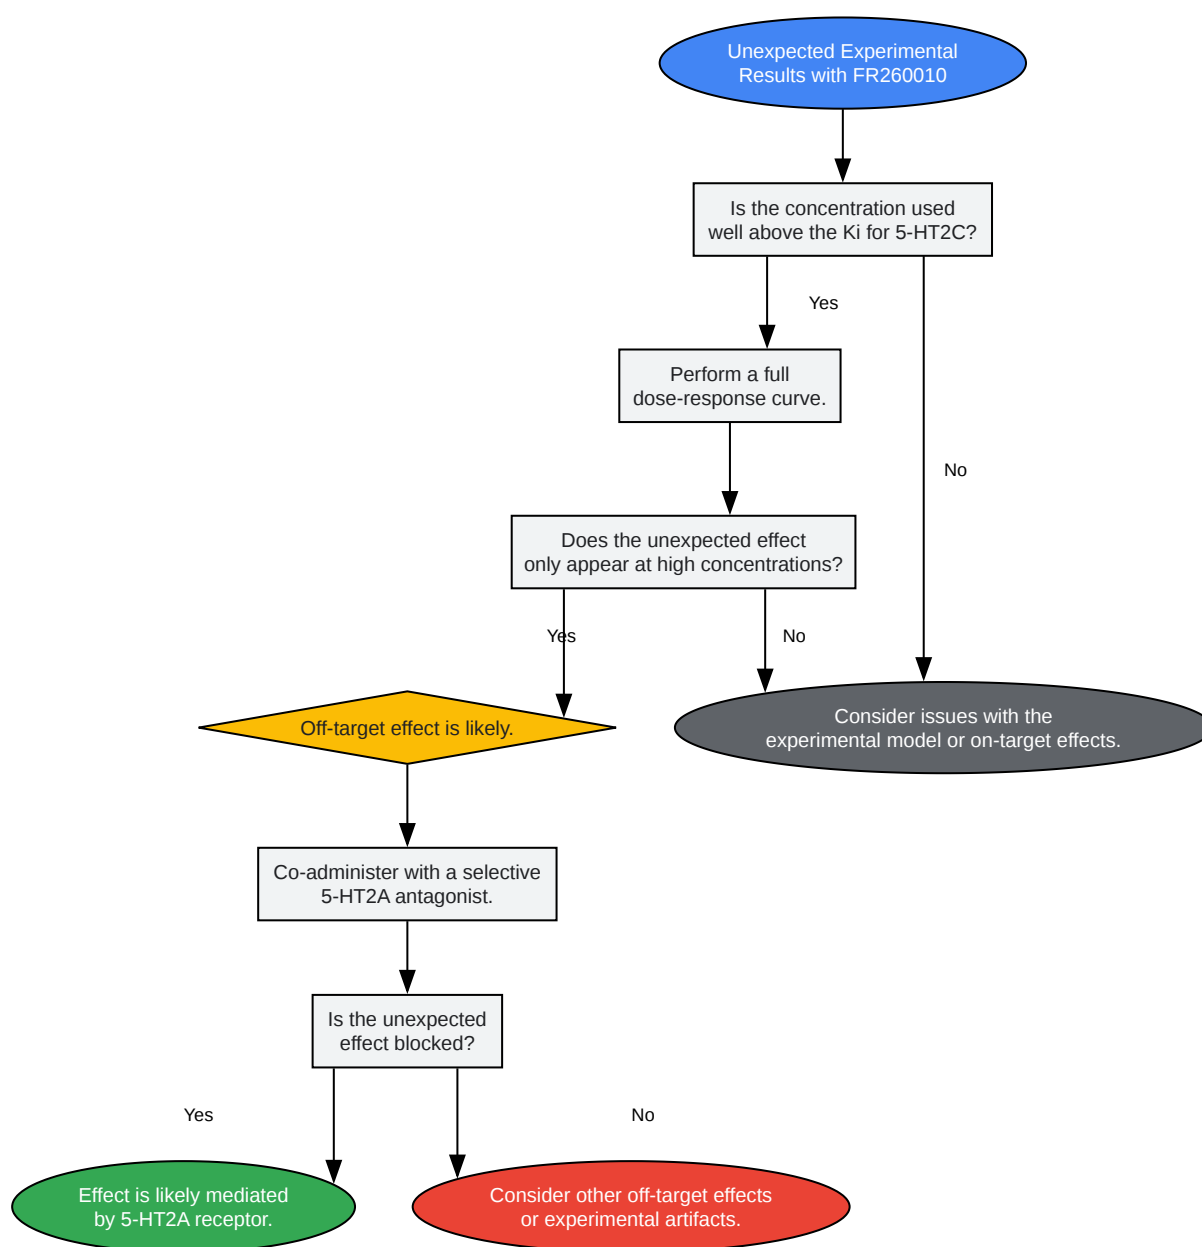 Unexpected Experimental
Results with FR260010
Is the concentration used
well above the Ki for 5-HT2C?
Yes
Perform a full
dose-response curve.
No
Does the unexpected effect
only appear at high concentrations?
Yes
No
Off-target effect is likely.
Consider issues with the
experimental model or on-target effects.
Co-administer with a selective
5-HT2A antagonist.
Is the unexpected
effect blocked?
Yes
No
Effect is likely mediated
by 5-HT2A receptor.
Consider other off-target effects
or experimental artifacts.